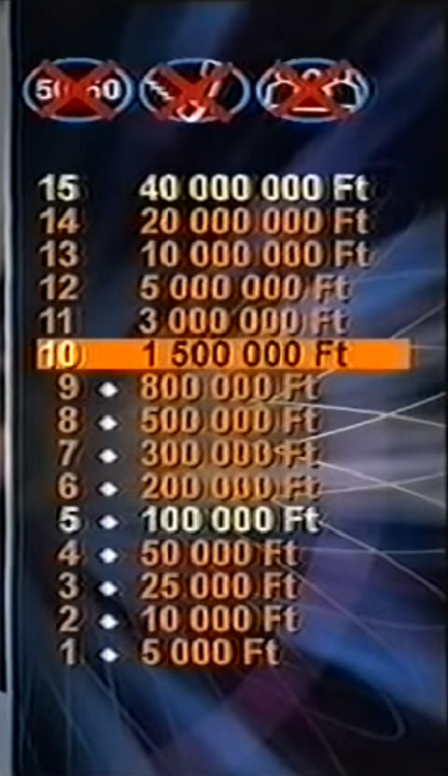 50:50
15 40 000 000 Ft
14 20 000 000 Ft
13 10 000 000 Ft
12 5 000 000 Ft
11 3 000 000 Ft
10 1 500 000 Ft
9 ◆ 800 000 Ft
8 ◆ 500 000 Ft
7 ◆ 300 000 Ft
6 ◆ 200 000 Ft
5 ◆ 100 000 Ft
4 ◆ 50 000 Ft
3 ◆ 25 000 Ft
2 ◆ 10 000 Ft
1 ◆ 5 000 Ft